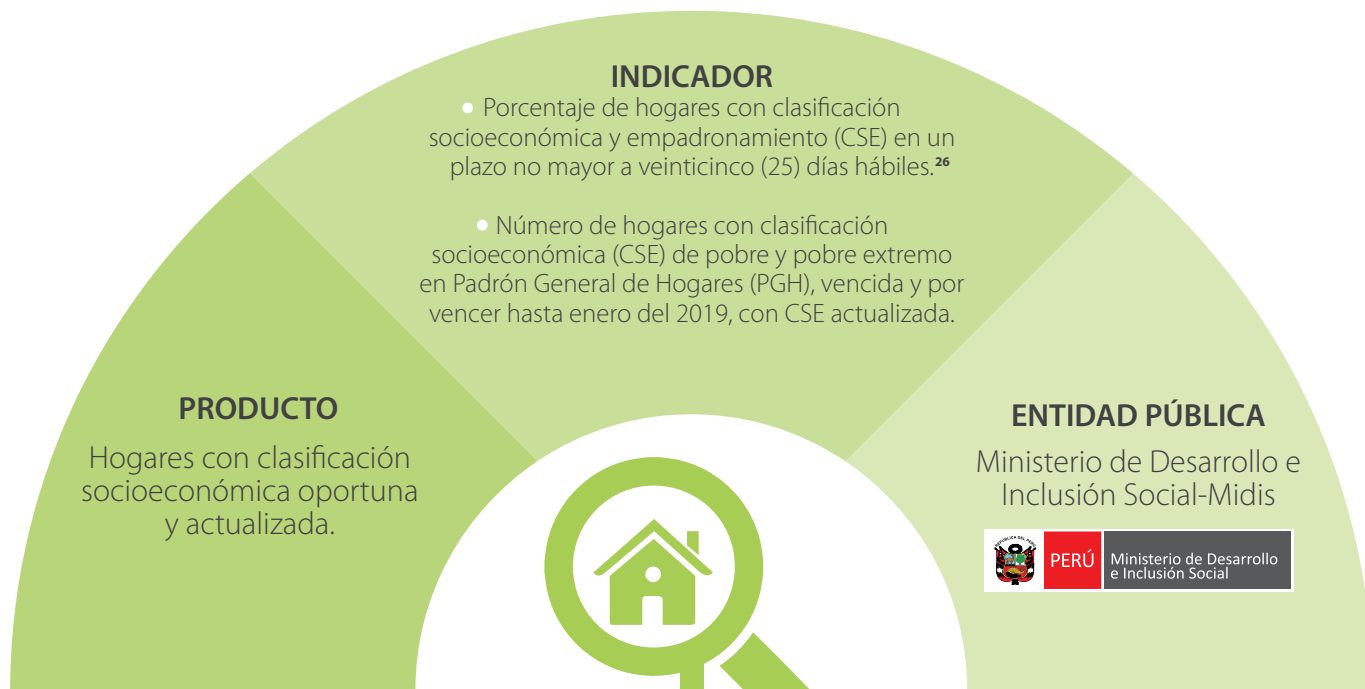 INDICADOR
• Porcentaje de hogares con clasificación
socioeconómica y empadronamiento (CSE) en un
plazo no mayor a veinticinco (25) días hábiles.26
• Número de hogares con clasificación
socioeconómica (CSE) de pobre y pobre extremo
en Padrón General de Hogares (PGH), vencida y por
vencer hasta enero del 2019, con CSE actualizada.
PRODUCTO
Hogares con clasificación
socioeconómica oportuna
y actualizada.
ENTIDAD PÚBLICA
Ministerio de Desarrollo e
Inclusión Social-Midis
REPÚBLICA DEL PERÚ
PERÚ
Ministerio de Desarrollo
e Inclusión Social